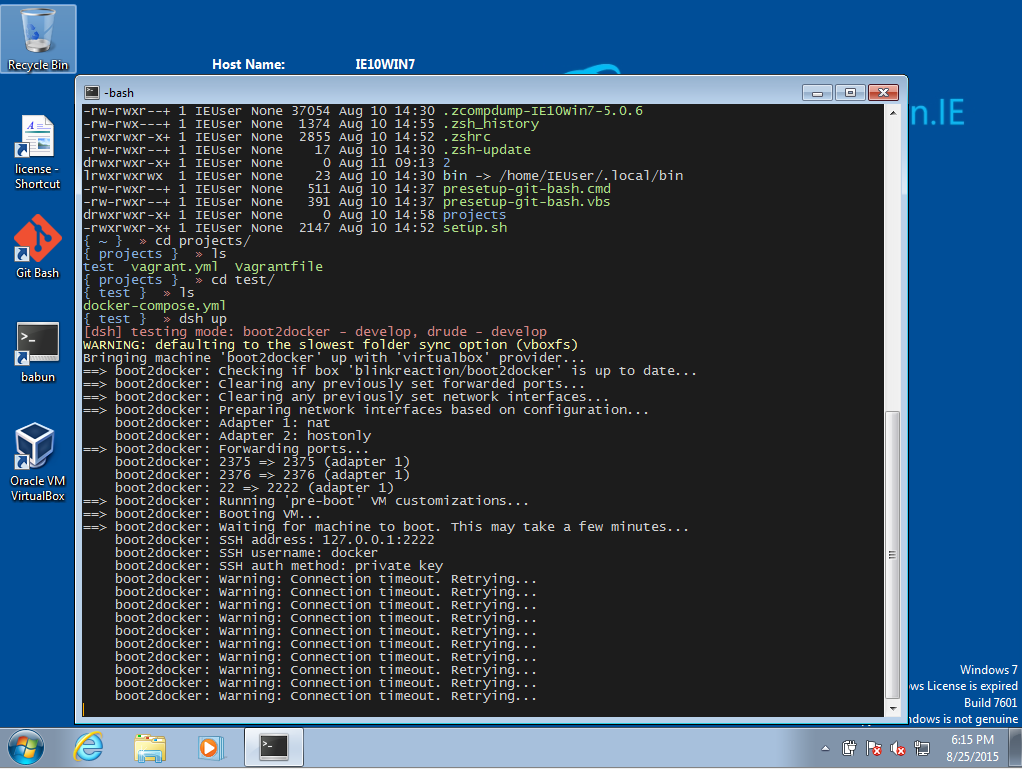 Recycle Bin
Host Name: IE10WIN7
n.IE
license - Shortcut
Git Bash
babun
Oracle VM VirtualBox
-bash
-rw-rwxr--+ 1 IEUser None 37054 Aug 10 14:30 .zcompdump-IE10Win7-5.0.6
-rw-rwx---+ 1 IEUser None  1374 Aug 10 14:55 .zsh_history
-rwxrwxr-x+ 1 IEUser None  2855 Aug 10 14:52 .zshrc
-rw-rwxr--+ 1 IEUser None    17 Aug 10 14:30 .zsh-update
drwxrwxr-x+ 1 IEUser None     0 Aug 11 09:13 2
lrwxrwxrwx  1 IEUser None    23 Aug 10 14:30 bin -> /home/IEUser/.local/bin
-rw-rwxr--+ 1 IEUser None   511 Aug 10 14:37 presetup-git-bash.cmd
-rw-rwxr--+ 1 IEUser None   391 Aug 10 14:37 presetup-git-bash.vbs
drwxrwxr-x+ 1 IEUser None     0 Aug 10 14:58 projects
-rwxrwxr-x+ 1 IEUser None  2147 Aug 10 14:52 setup.sh
{ ~ }  » cd projects/
{ projects }  » ls
test  vagrant.yml  Vagrantfile
{ projects }  » cd test/
{ test }  » ls
docker-compose.yml
{ test }  » dsh up
[dsh] testing mode: boot2docker - develop, drude - develop
WARNING: defaulting to the slowest folder sync option (vboxfs)
Bringing machine 'boot2docker' up with 'virtualbox' provider...
==> boot2docker: Checking if box 'blinkreaction/boot2docker' is up to date...
==> boot2docker: Clearing any previously set forwarded ports...
==> boot2docker: Clearing any previously set network interfaces...
==> boot2docker: Preparing network interfaces based on configuration...
    boot2docker: Adapter 1: nat
    boot2docker: Adapter 2: hostonly
==> boot2docker: Forwarding ports...
    boot2docker: 2375 => 2375 (adapter 1)
    boot2docker: 2376 => 2376 (adapter 1)
    boot2docker: 22 => 2222 (adapter 1)
==> boot2docker: Running 'pre-boot' VM customizations...
==> boot2docker: Booting VM...
==> boot2docker: Waiting for machine to boot. This may take a few minutes...
    boot2docker: SSH address: 127.0.0.1:2222
    boot2docker: SSH username: docker
    boot2docker: SSH auth method: private key
    boot2docker: Warning: Connection timeout. Retrying...
    boot2docker: Warning: Connection timeout. Retrying...
    boot2docker: Warning: Connection timeout. Retrying...
    boot2docker: Warning: Connection timeout. Retrying...
    boot2docker: Warning: Connection timeout. Retrying...
    boot2docker: Warning: Connection timeout. Retrying...
    boot2docker: Warning: Connection timeout. Retrying...
    boot2docker: Warning: Connection timeout. Retrying...
    boot2docker: Warning: Connection timeout. Retrying...
    boot2docker: Warning: Connection timeout. Retrying...
Windows 7
ws License is expired
Build 7601
ndows is not genuine
6:15 PM
8/25/2015